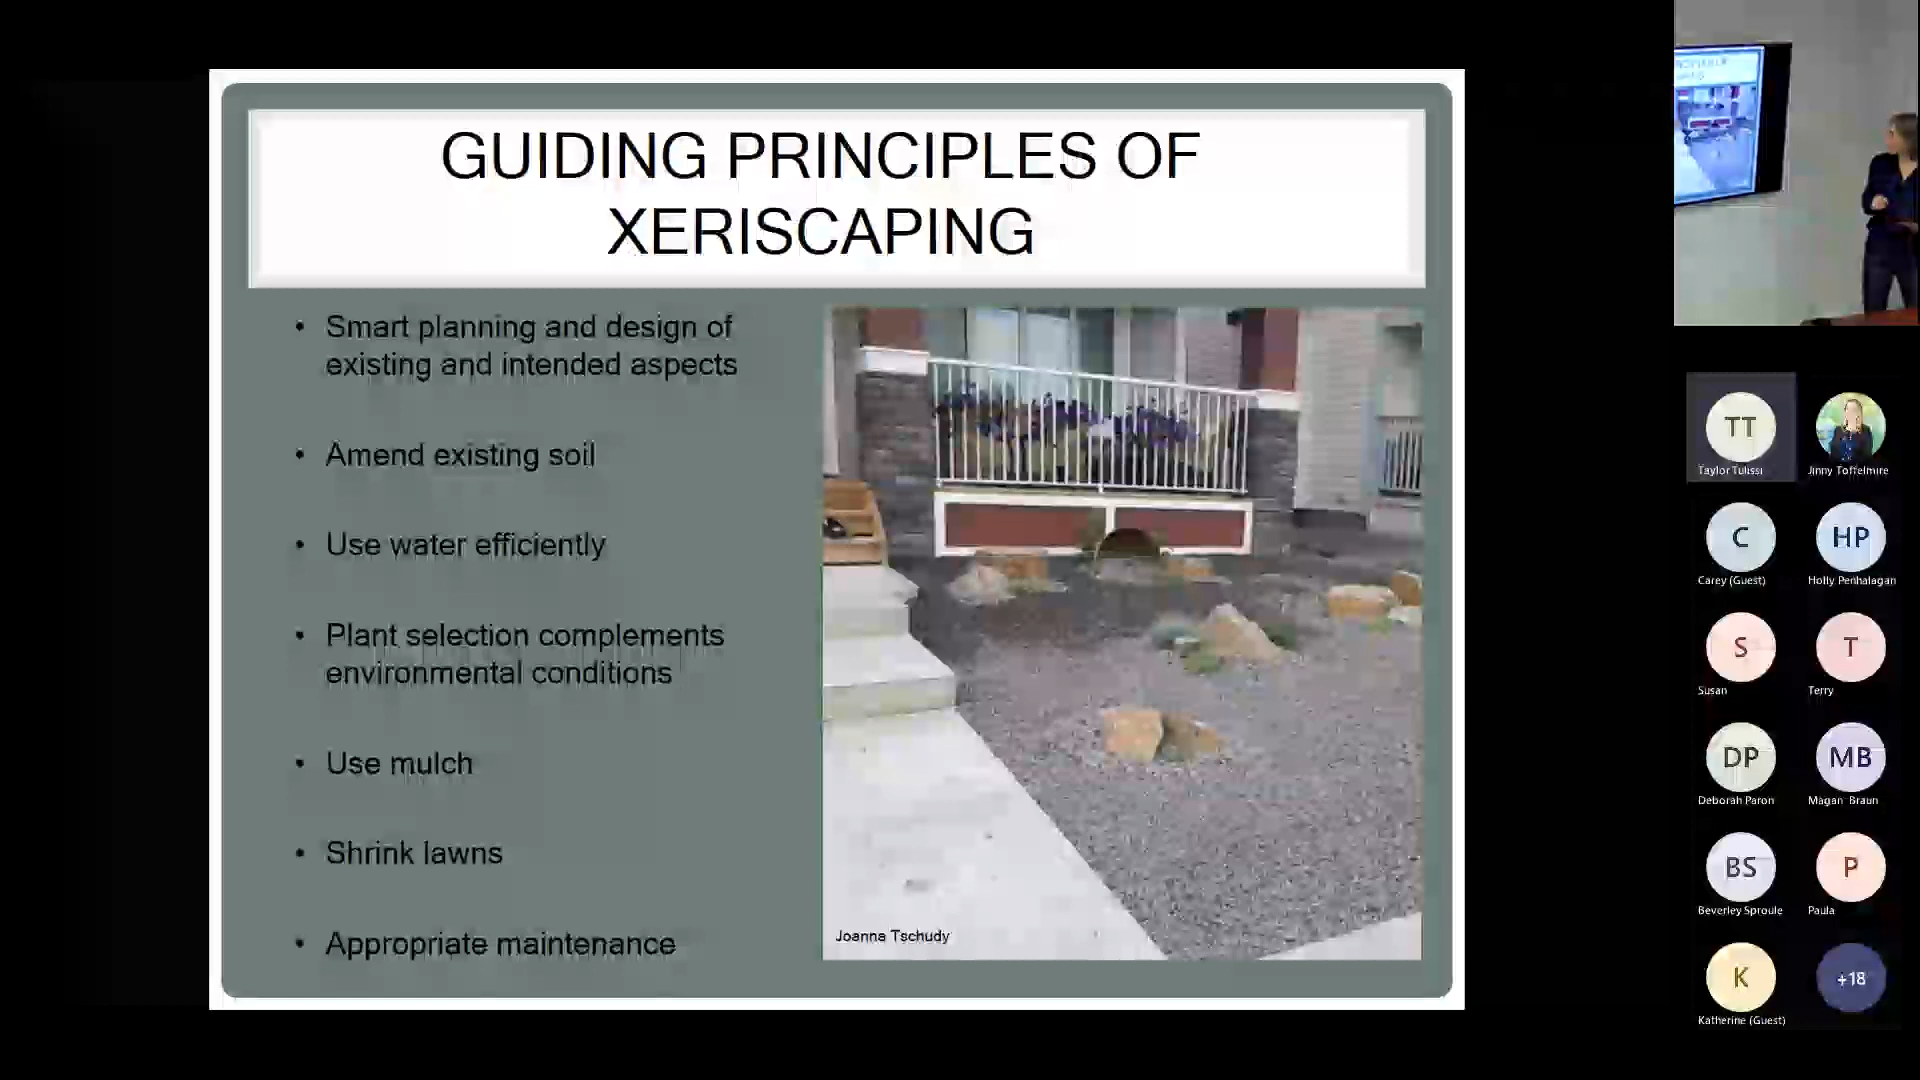 GUIDING PRINCIPLES OF
XERISCAPING
• Smart planning and design of
existing and intended aspects
• Amend existing soil
• Use water efficiently
• Plant selection complements
environmental conditions
• Use mulch
• Shrink lawns
• Appropriate maintenance
Joanna Tschudy
TT
Taylor Tulissi
Jinny Toffelmire
C
Carey (Guest)
HP
Holly Penhalagan
S
Susan
T
Terry
DP
Deborah Paron
MB
Magan Braun
BS
Beverley Sproule
P
Paula
K
Katherine (Guest)
+18